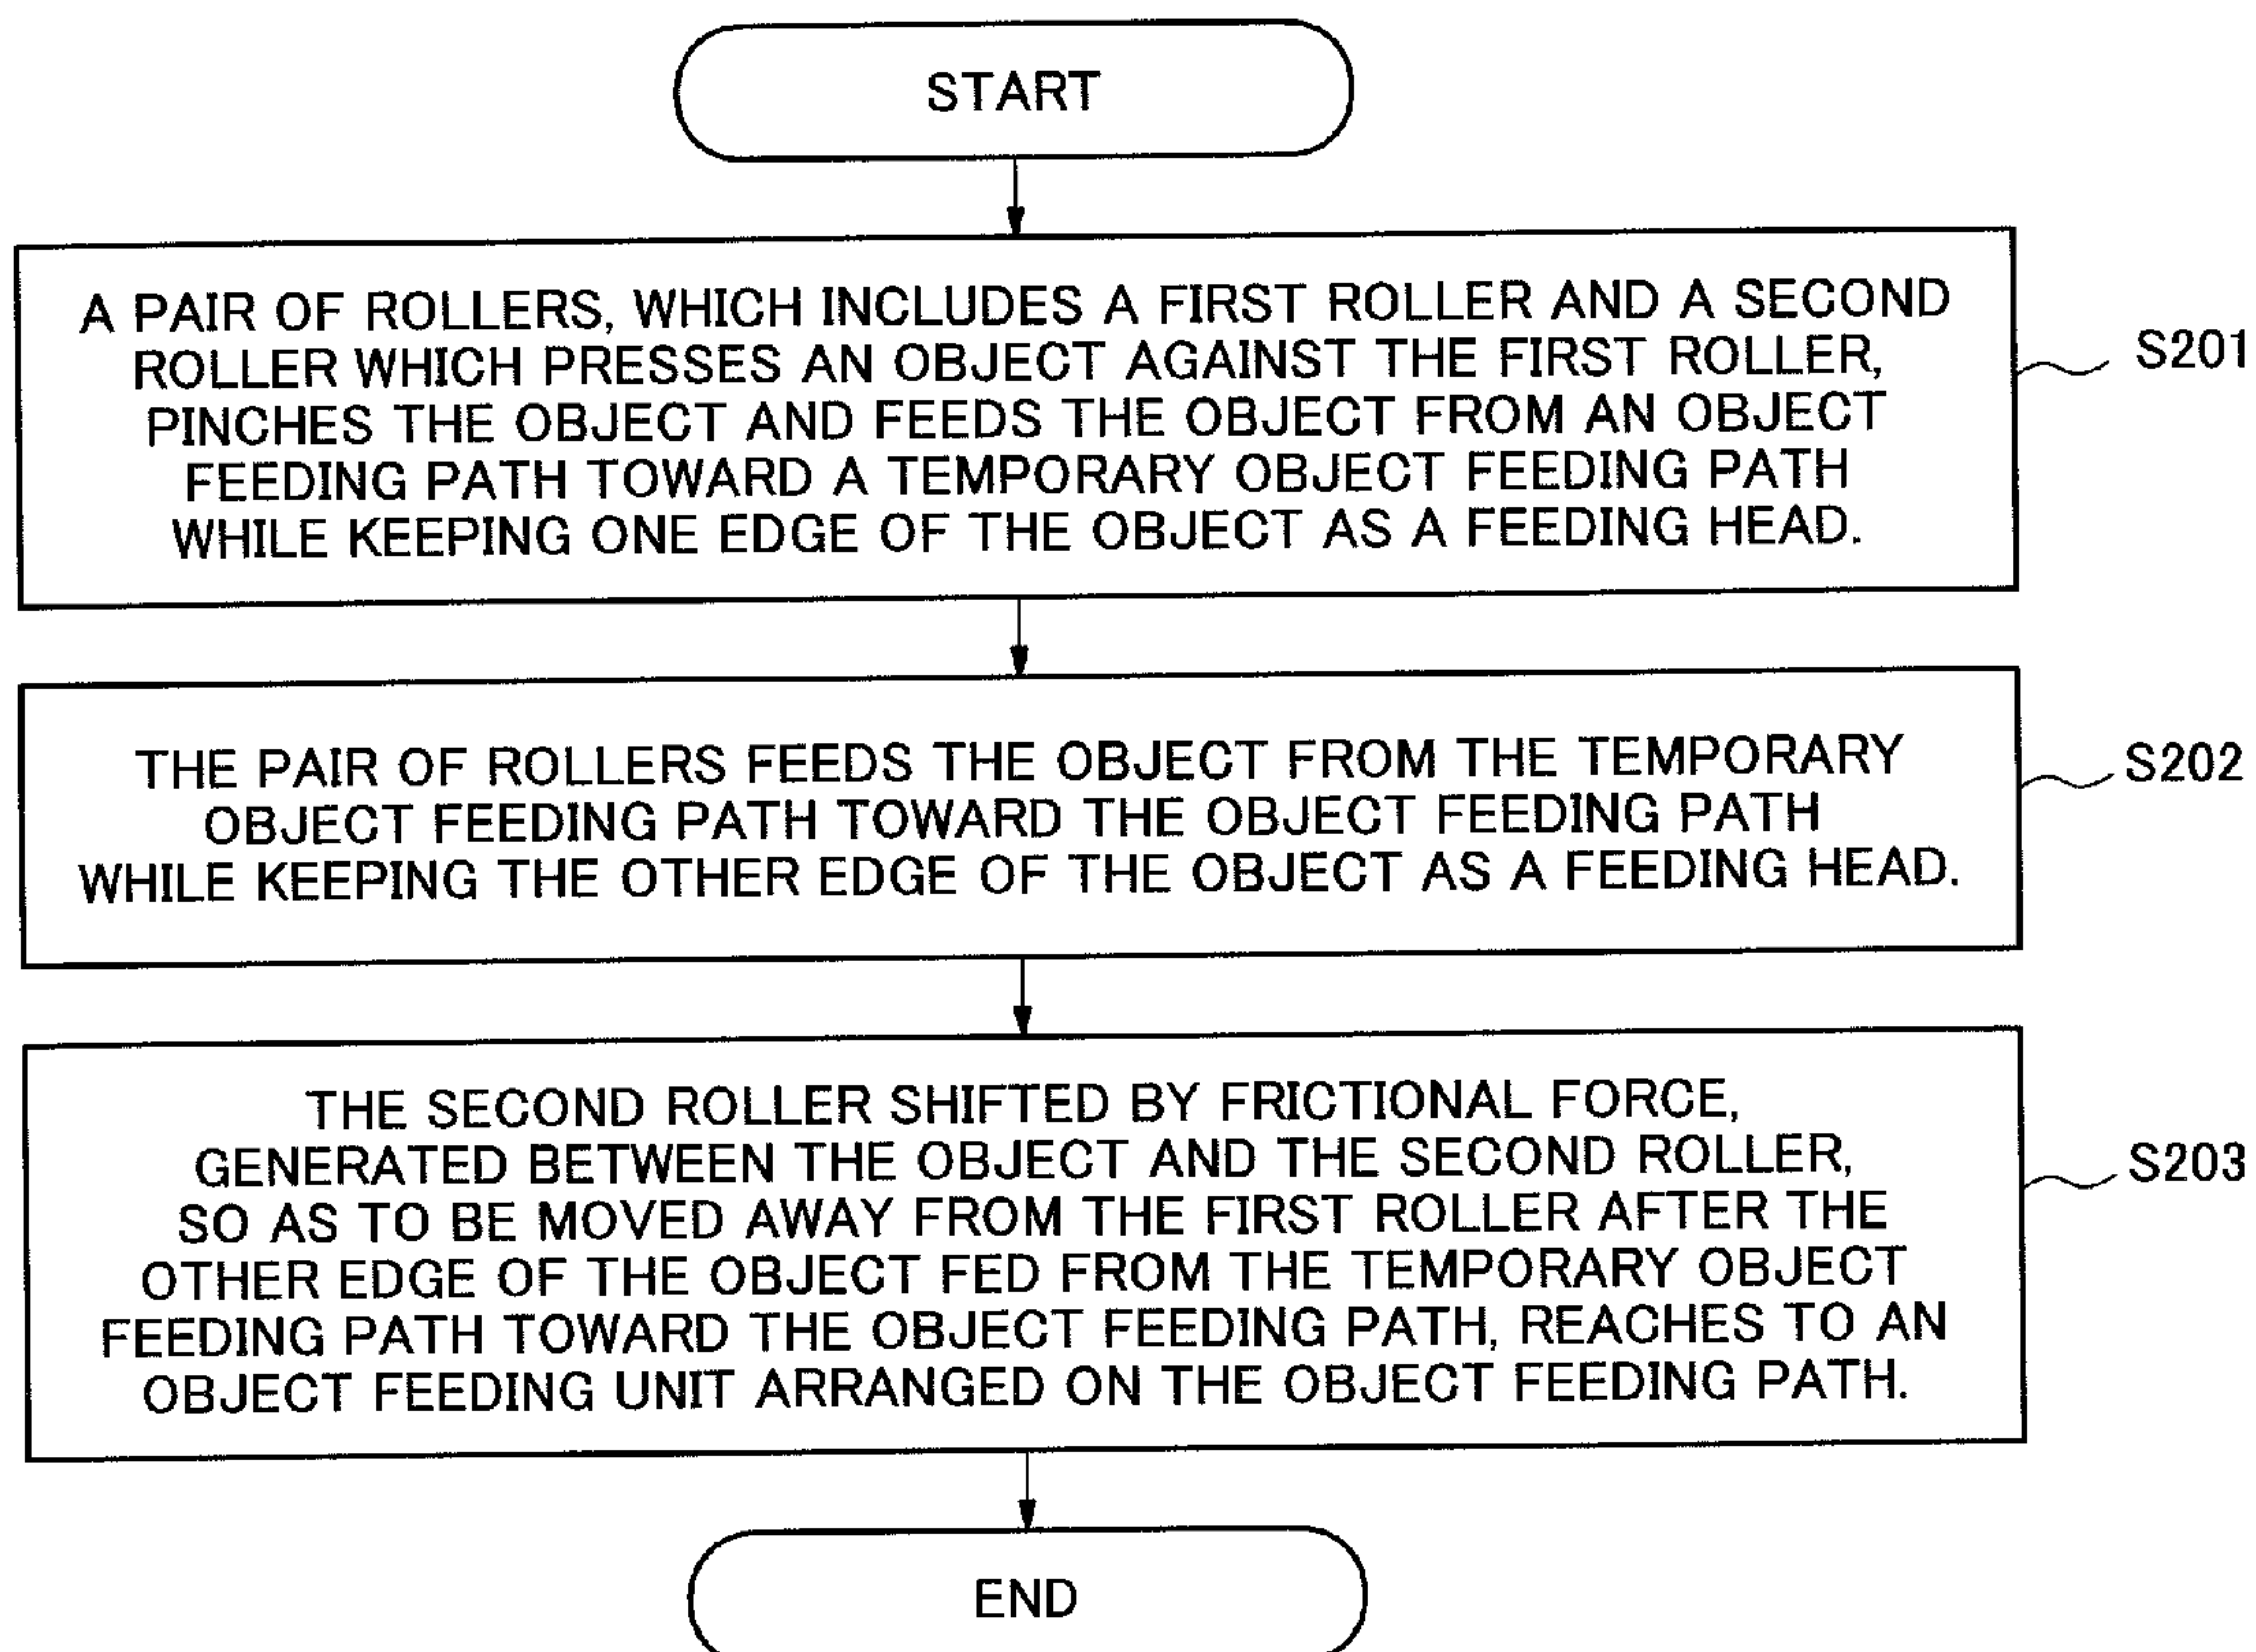 START
A PAIR OF ROLLERS, WHICH INCLUDES A FIRST ROLLER AND A SECOND
ROLLER WHICH PRESSES AN OBJECT AGAINST THE FIRST ROLLER,
PINCHES THE OBJECT AND FEEDS THE OBJECT FROM AN OBJECT
FEEDING PATH TOWARD A TEMPORARY OBJECT FEEDING PATH
WHILE KEEPING ONE EDGE OF THE OBJECT AS A FEEDING HEAD.
S201
THE PAIR OF ROLLERS FEEDS THE OBJECT FROM THE TEMPORARY
OBJECT FEEDING PATH TOWARD THE OBJECT FEEDING PATH
WHILE KEEPING THE OTHER EDGE OF THE OBJECT AS A FEEDING HEAD.
S202
THE SECOND ROLLER SHIFTED BY FRICTIONAL FORCE,
GENERATED BETWEEN THE OBJECT AND THE SECOND ROLLER,
SO AS TO BE MOVED AWAY FROM THE FIRST ROLLER AFTER THE
OTHER EDGE OF THE OBJECT FED FROM THE TEMPORARY OBJECT
FEEDING PATH TOWARD THE OBJECT FEEDING PATH, REACHES TO AN
OBJECT FEEDING UNIT ARRANGED ON THE OBJECT FEEDING PATH.
S203
END